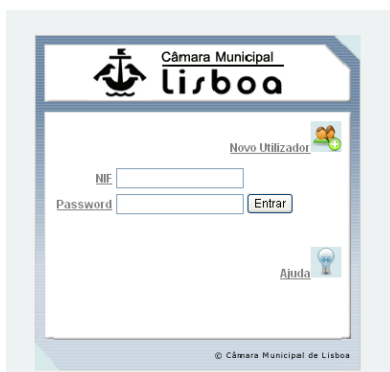 Câmara Municipal
Lisboa
Novo Utilizador
NIF
Password
Entrar
Ajuda
© Câmara Municipal de Lisboa